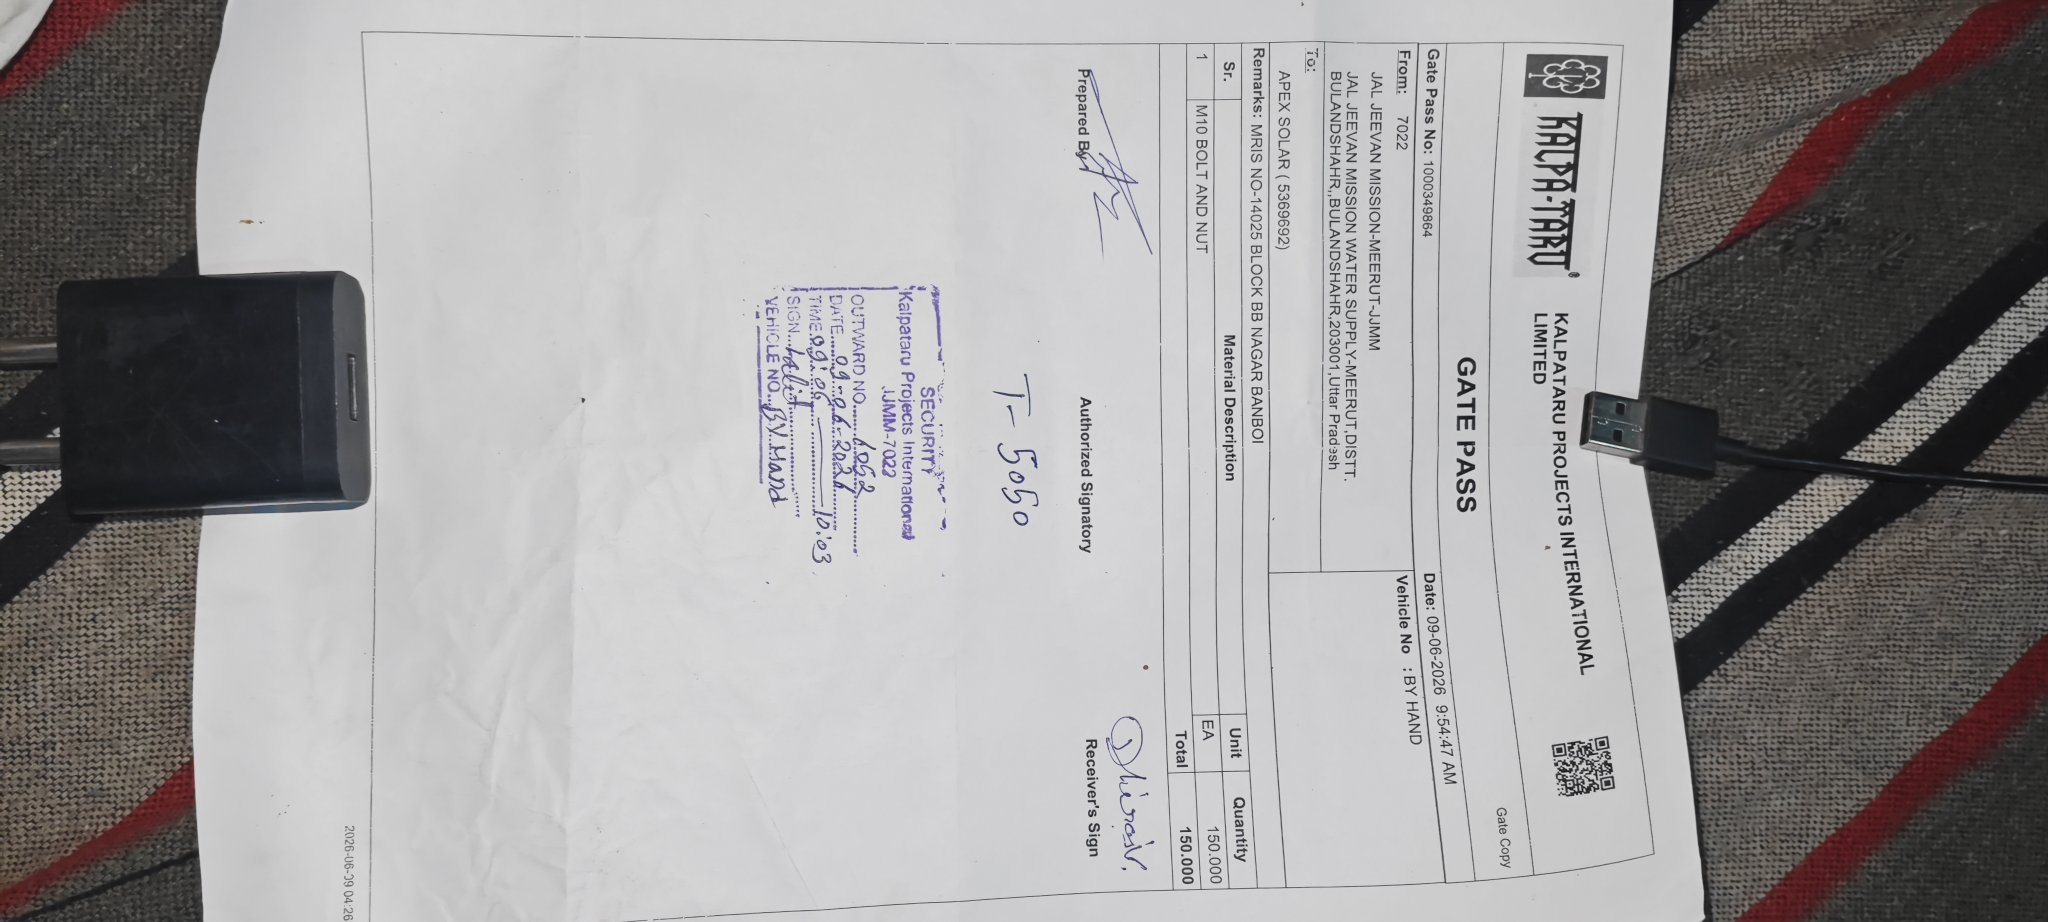 KALPA-TARU®
KALPATARU PROJECTS INTERNATIONAL
LIMITED
Gate Copy
GATE PASS
Gate Pass No: 1000349864 Date: 09-06-2026 9:54:47 AM
From: 7022 Vehicle No : BY HAND
JAL JEEVAN MISSION-MEERUT-JJMM
JAL JEEVAN MISSION WATER SUPPLY-MEERUT,DISTT.
BULANDSHAHR,,BULANDSHAHR,203001,Uttar Pradesh
To:
APEX SOLAR ( 5369692)
Remarks: MRIS NO-14025 BLOCK BB NAGAR BANBOI
Sr. Material Description Unit Quantity
1 M10 BOLT AND NUT EA 150.000
Total 150.000
Prepared By Authorized Signatory Receiver's Sign
T-5050
SECURITY
Kalpataru Projects International
JJMM-7022
OUTWARD NO. 1052
DATE 09-06-2026
TIME 10:03
SIGN Lalit
VEHICLE NO. BY Hand
2026-06-09 04:26